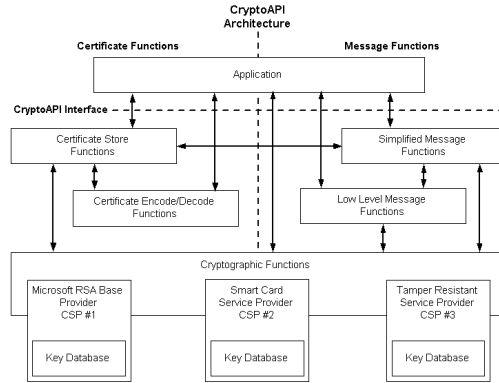 CryptoAPI
Architecture
Certificate Functions
Message Functions
Application
CryptoAPI Interface
Certificate Store
Functions
Simplified Message
Functions
Certificate Encode/Decode
Functions
Low Level Message
Functions
Cryptographic Functions
Microsoft RSA Base
Provider
CSP #1
Key Database
Smart Card
Service Provider
CSP #2
Key Database
Tamper Resistant
Service Provider
CSP #3
Key Database